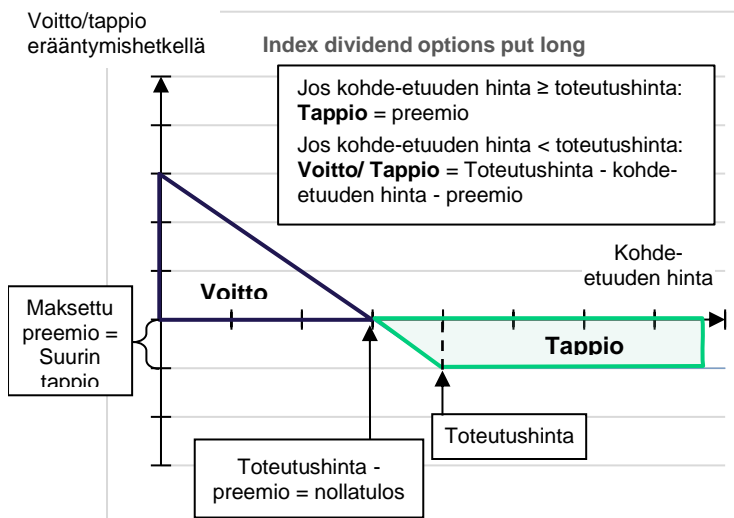 Voitto/tappio
erääntymishetkellä
Index dividend options put long
Jos kohde-etuuden hinta ≥ toteutushinta:
Tappio = preemio
Jos kohde-etuuden hinta < toteutushinta:
Voitto/ Tappio = Toteutushinta - kohde-
etuuden hinta - preemio
Kohde-
etuuden hinta
Voitto
Maksettu
preemio =
Suurin
tappio
Tappio
Toteutushinta
Toteutushinta -
preemio = nollatulos